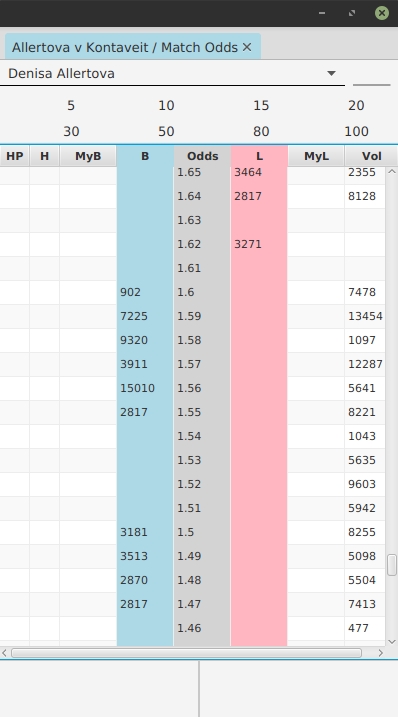 Allertova v Kontaveit / Match Odds ×
Denisa Allertova
5 10 15 20
30 50 80 100
HP H MyB B Odds L MyL Vol
1.65 3464 2355
1.64 2817 8128
1.63
1.62 3271
1.61
902 1.6 7478
7225 1.59 13454
9320 1.58 1097
3911 1.57 12287
15010 1.56 5641
2817 1.55 8221
1.54 1043
1.53 5635
1.52 9603
1.51 5942
3181 1.5 8255
3513 1.49 5098
2870 1.48 5504
2817 1.47 7413
1.46 477